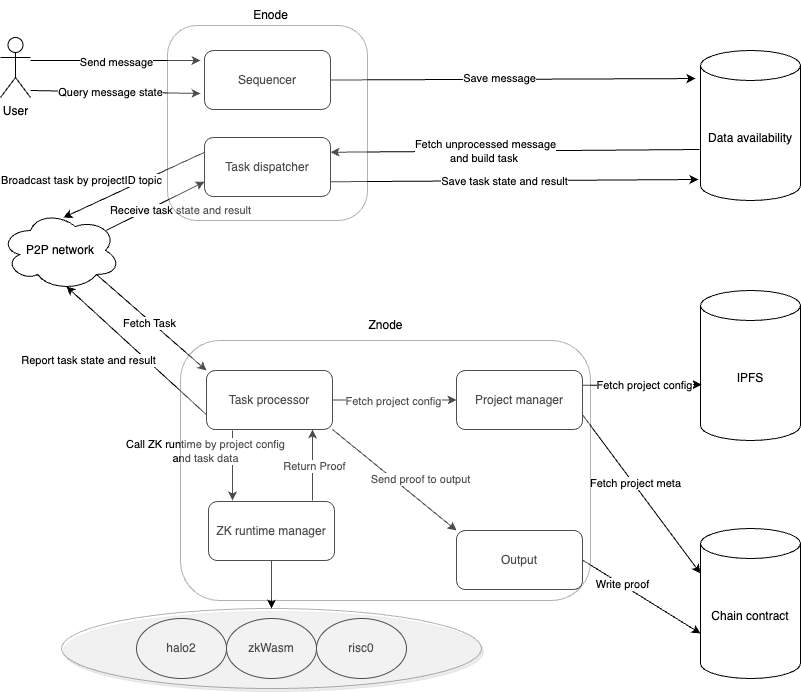 Enode
Send message
Query message state
User
Sequencer
Save message
Data availability
Task dispatcher
Fetch unprocessed message
and build task
Save task state and result
Broadcast task by projectID topic
Receive task state and result
P2P network
Fetch Task
Report task state and result
Znode
Task processor
Fetch project config
Project manager
Fetch project config
IPFS
Call ZK runtime by project config
and task data
Return Proof
Send proof to output
Fetch project meta
ZK runtime manager
Output
Write proof
Chain contract
halo2
zkWasm
risc0